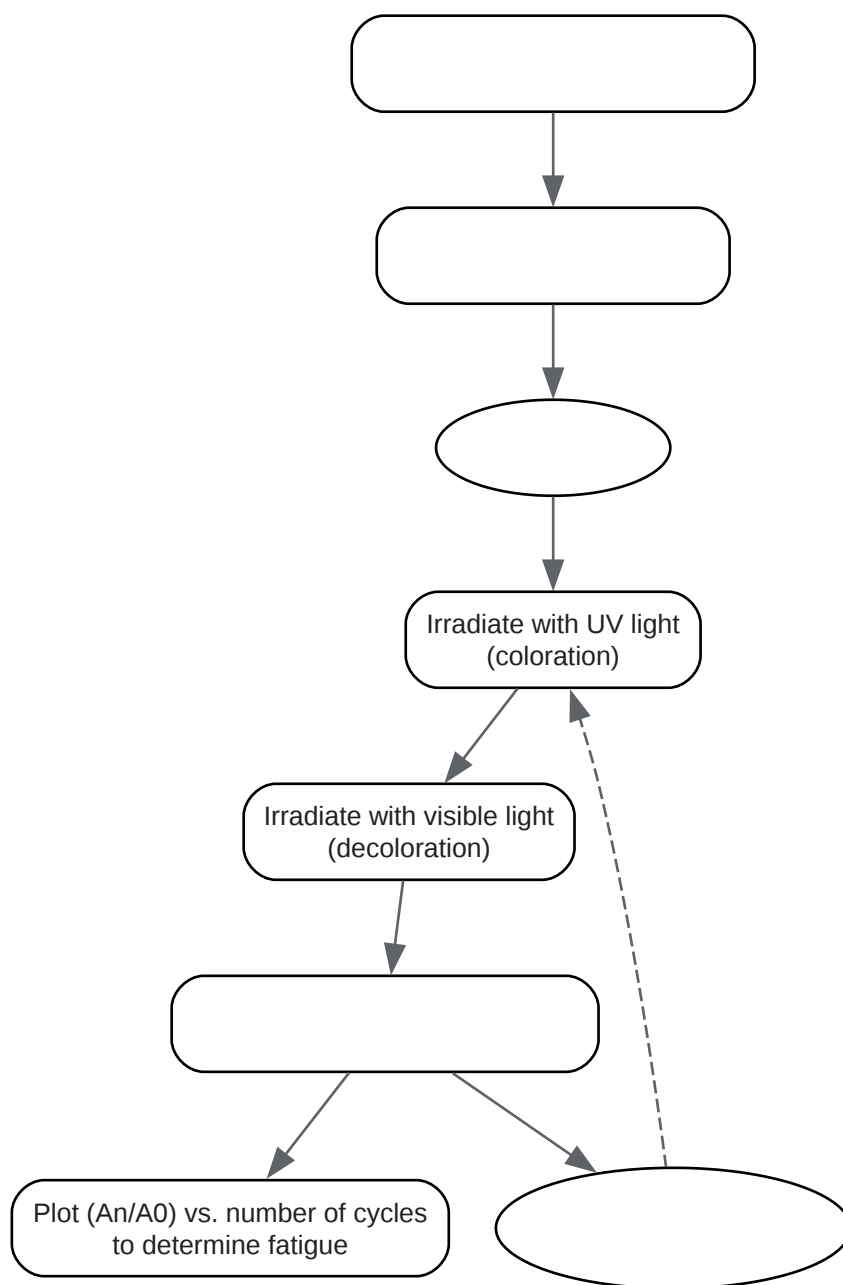 Irradiate with UV light
(coloration)
Irradiate with visible light
(decoloration)
Plot (An/A0) vs. number of cycles
to determine fatigue